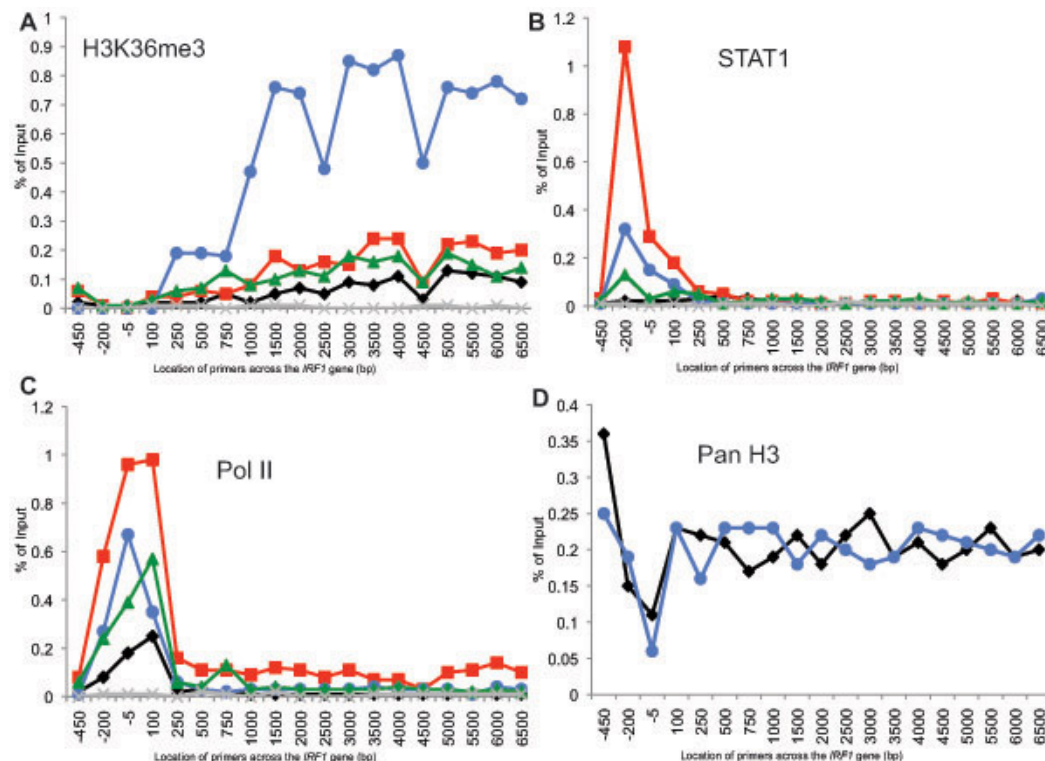 A
H3K36me3
1
0.9
0.8
0.7
0.6
0.5
0.4
0.3
0.2
0.1
0
% of Input
-450 -200 -5 100 250 500 750 1000 1500 2000 2500 3000 3500 4000 4500 5000 5500 6000 6500
Location of primers across the IRF1 gene (bp)
B
STAT1
1.2
1
0.8
0.6
0.4
0.2
0
% of Input
-450 -200 -5 100 250 500 750 1000 1500 2000 2500 3000 3500 4000 4500 5000 5500 6000 6500
Location of primers across the IRF1 gene (bp)
C
Pol II
1.2
1
0.8
0.6
0.4
0.2
0
% of Input
-450 -200 -5 100 250 500 750 1000 1500 2000 2500 3000 3500 4000 4500 5000 5500 6000 6500
Location of primers across the IRF1 gene (bp)
D
Pan H3
0.4
0.35
0.3
0.25
0.2
0.15
0.1
0.05
0
% of Input
-450 -200 -5 100 250 500 750 1000 1500 2000 2500 3000 3500 4000 4500 5000 5500 6000 6500
Location of primers across the IRF1 gene (bp)